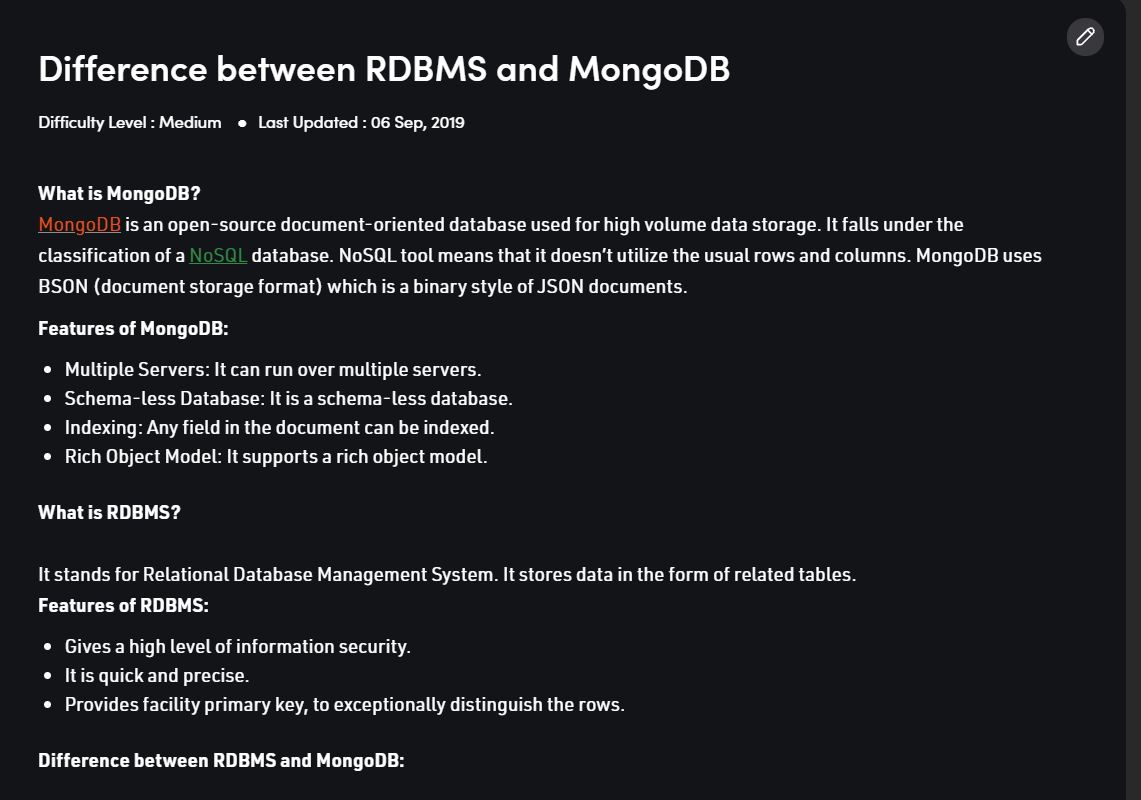 Difference between RDBMS and MongoDB
Difficulty Level : Medium ● Last Updated : 06 Sep, 2019
What is MongoDB?
MongoDB is an open-source document-oriented database used for high volume data storage. It falls under the
classification of a NoSQL database. NoSQL tool means that it doesn’t utilize the usual rows and columns. MongoDB uses
BSON (document storage format) which is a binary style of JSON documents.
Features of MongoDB:
• Multiple Servers: It can run over multiple servers.
• Schema-less Database: It is a schema-less database.
• Indexing: Any field in the document can be indexed.
• Rich Object Model: It supports a rich object model.
What is RDBMS?
It stands for Relational Database Management System. It stores data in the form of related tables.
Features of RDBMS:
• Gives a high level of information security.
• It is quick and precise.
• Provides facility primary key, to exceptionally distinguish the rows.
Difference between RDBMS and MongoDB: